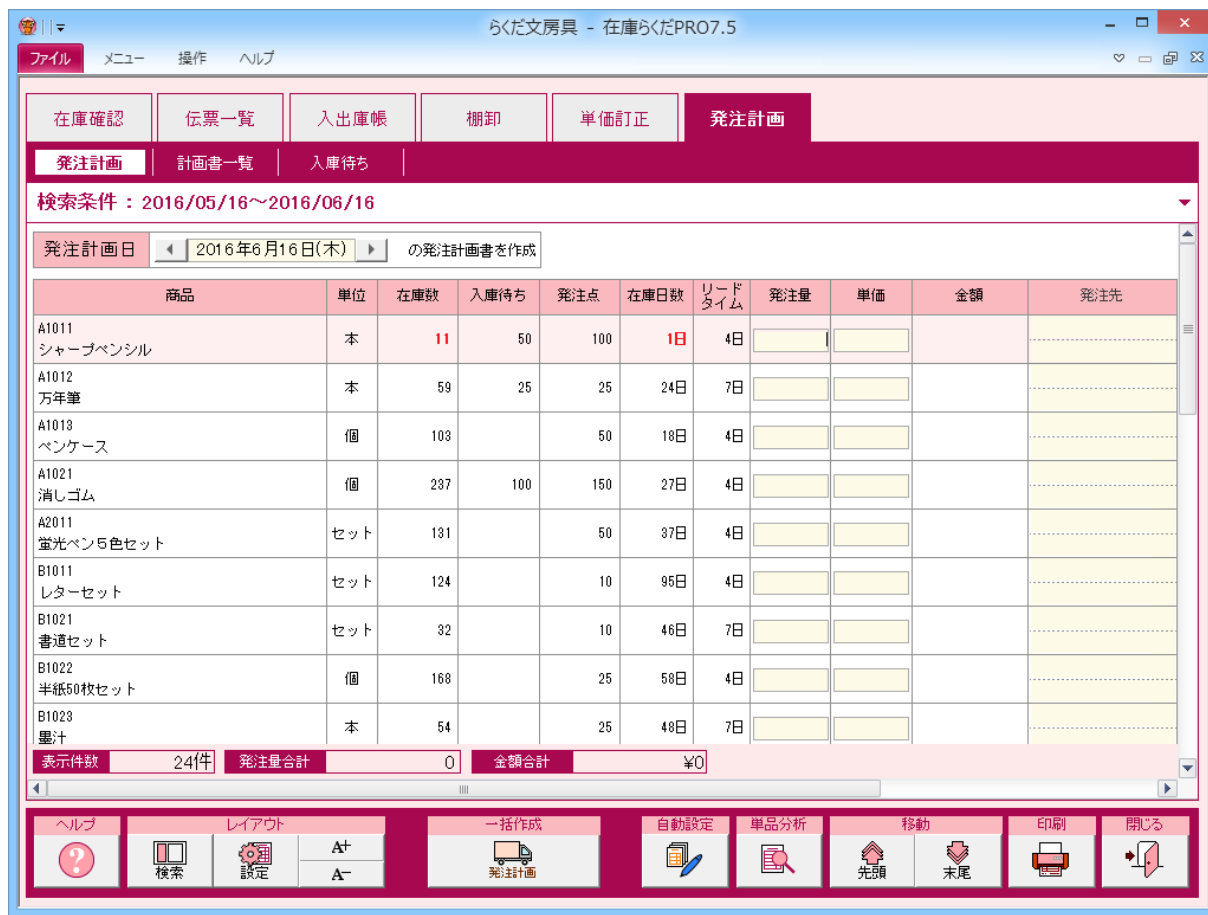 らくだ文房具 - 在庫らくだPRO7.5
ファイル メニュー 操作 ヘルプ
在庫確認 伝票一覧 入出庫帳 棚卸 単価訂正 発注計画
発注計画 計画書一覧 入庫待ち
検索条件：2016/05/16～2016/06/16
発注計画日 2016年6月16日(木) の発注計画書を作成
商品 単位 在庫数 入庫待ち 発注点 在庫日数 リードタイム 発注量 単価 金額 発注先
A1011
シャープペンシル 本 11 50 100 1日 4日
A1012
万年筆 本 59 25 25 24日 7日
A1013
ペンケース 個 103 50 18日 4日
A1021
消しゴム 個 237 100 150 27日 4日
A2011
蛍光ペン5色セット セット 131 50 37日 4日
B1011
レターセット セット 124 10 95日 4日
B1021
書道セット セット 32 10 46日 7日
B1022
半紙50枚セット 個 168 25 58日 4日
B1023
墨汁 本 54 25 48日 7日
表示件数 24件 発注量合計 0 金額合計 ¥0
ヘルプ レイアウト 一括作成 自動設定 単品分析 移動 印刷 閉じる
検索 設定 A+ A- 発注計画 先頭 末尾